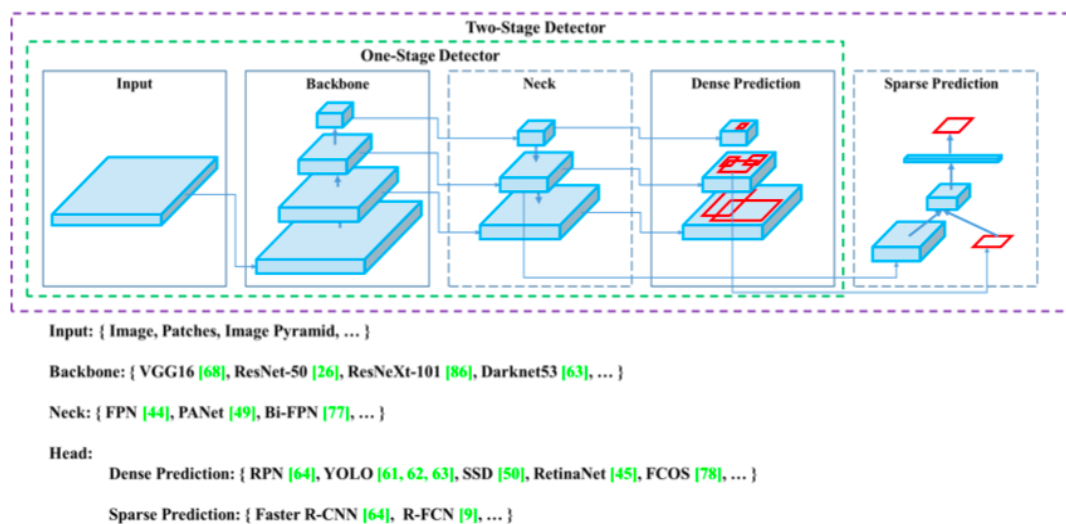 Two-Stage Detector
One-Stage Detector
Input
Backbone
Neck
Dense Prediction
Sparse Prediction
Input: { Image, Patches, Image Pyramid, … }
Backbone: { VGG16 [68], ResNet-50 [26], ResNeXt-101 [86], Darknet53 [63], … }
Neck: { FPN [44], PANet [49], Bi-FPN [77], … }
Head:
Dense Prediction: { RPN [64], YOLO [61, 62, 63], SSD [50], RetinaNet [45], FCOS [78], … }
Sparse Prediction: { Faster R-CNN [64], R-FCN [9], … }